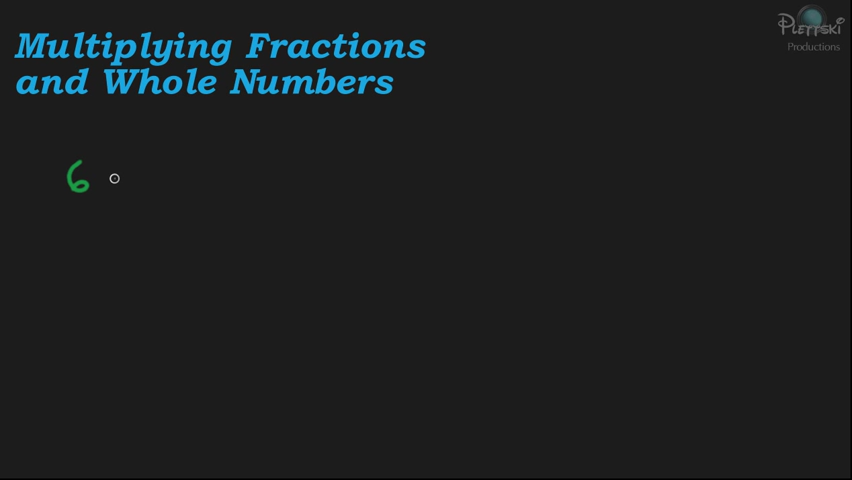 PLETTSKI
Productions
Multiplying Fractions
and Whole Numbers
6